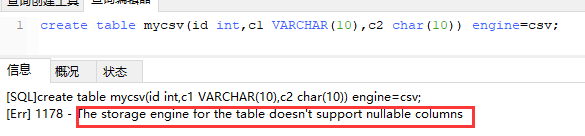 查询创建工具 查询编辑器
1 create table mycsv(id int,c1 VARCHAR(10),c2 char(10)) engine=csv;
信息 概况 状态
[SQL]create table mycsv(id int,c1 VARCHAR(10),c2 char(10)) engine=csv;
[Err] 1178 - The storage engine for the table doesn't support nullable columns